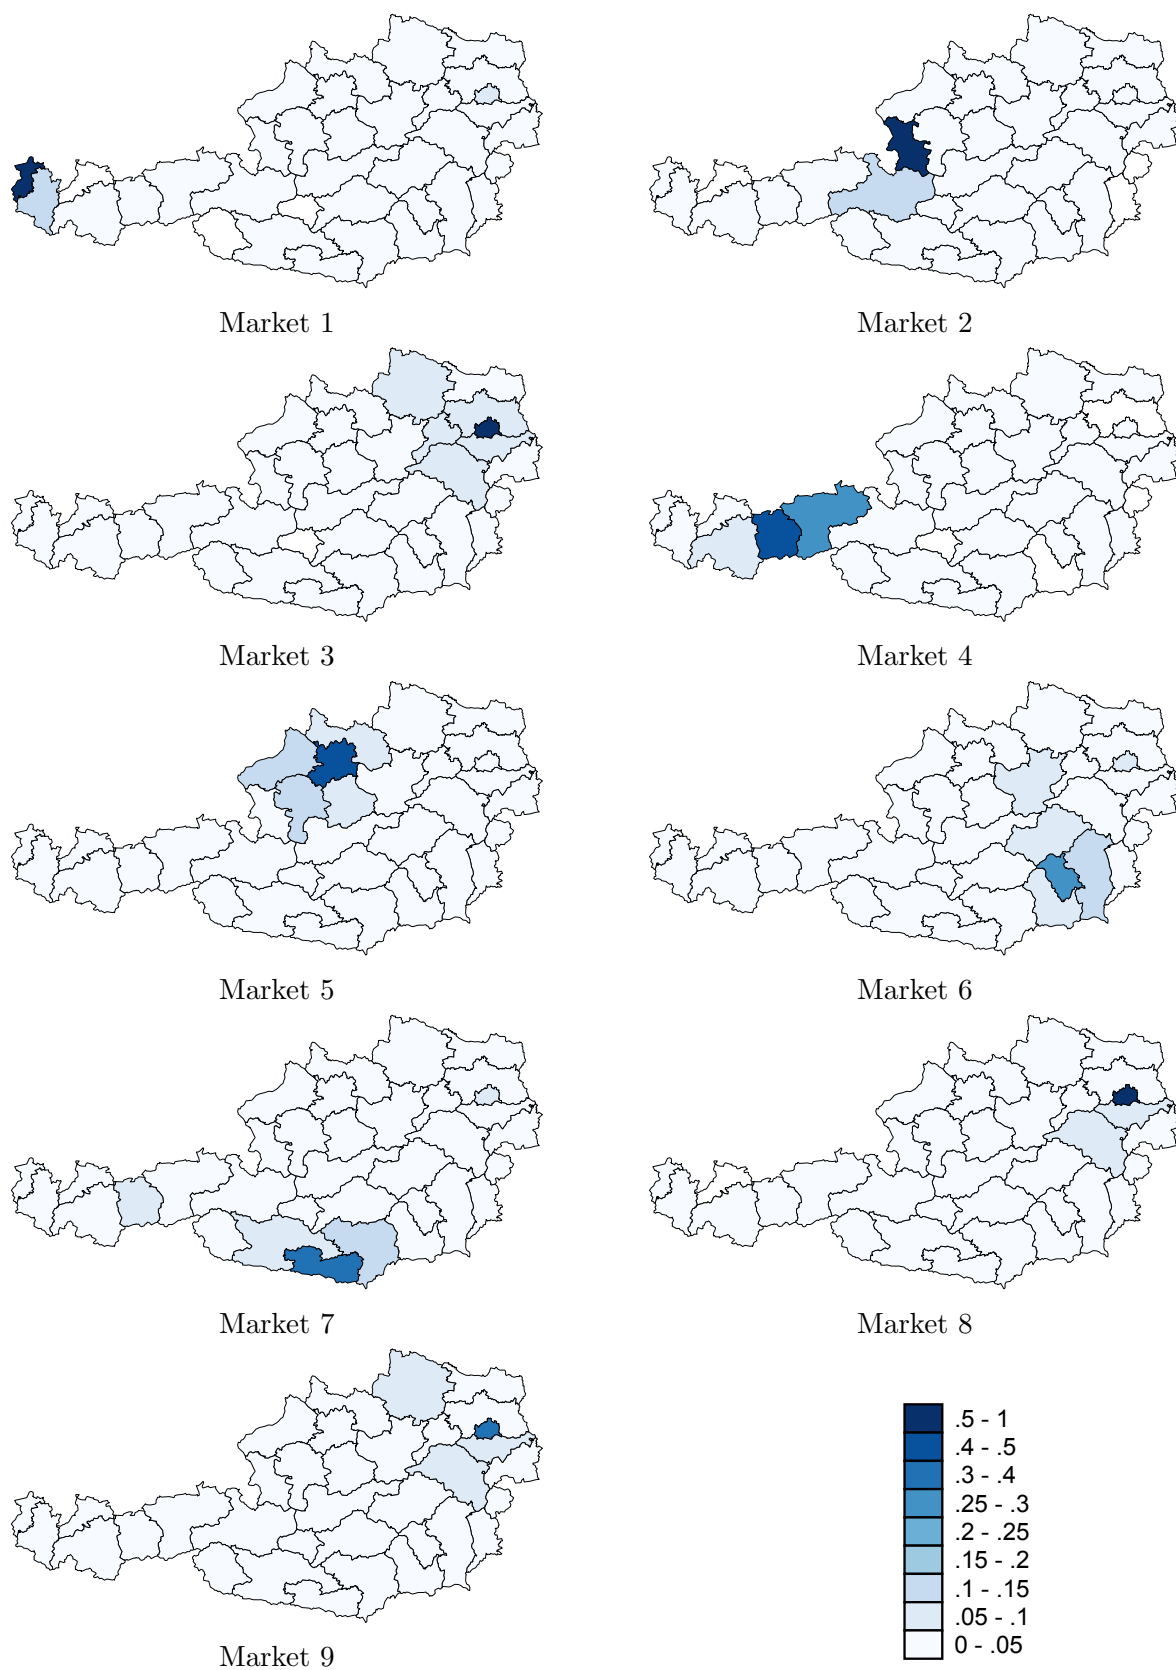 Market 1
Market 2
Market 3
Market 4
Market 5
Market 6
Market 7
Market 8
.5 - 1
.4 - .5
.3 - .4
.25 - .3
.2 - .25
.15 - .2
.1 - .15
.05 - .1
0 - .05
Market 9